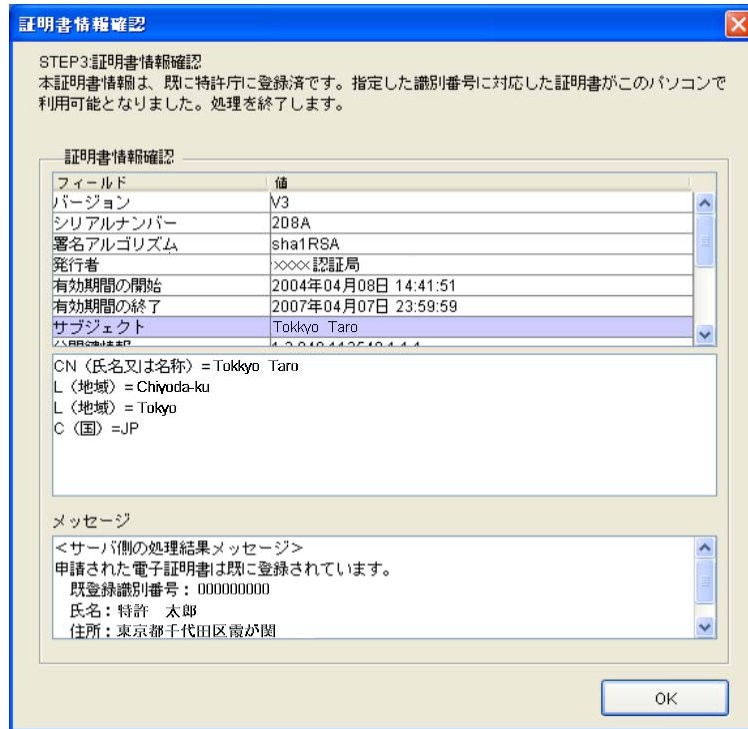 証明書情報確認
STEP3:証明書情報確認
本証明書情報は、既に特許庁に登録済です。指定した識別番号に対応した証明書がこのパソコンで
利用可能となりました。処理を終了します。
証明書情報確認
フィールド 値
バージョン V3
シリアルナンバー 2D8A
署名アルゴリズム sha1RSA
発行者 ××××認証局
有効期間の開始 2004年04月08日 14:41:51
有効期間の終了 2007年04月07日 23:59:59
サブジェクト Tokkyo Taro
CN（氏名又は名称）=Tokkyo Taro
L（地域）=Chiyoda-ku
L（地域）=Tokyo
C（国）=JP
メッセージ
<サーバ側の処理結果メッセージ>
申請された電子証明書は既に登録されています。
既登録識別番号：000000000
氏名：特許 太郎
住所：東京都千代田区霞が関
OK